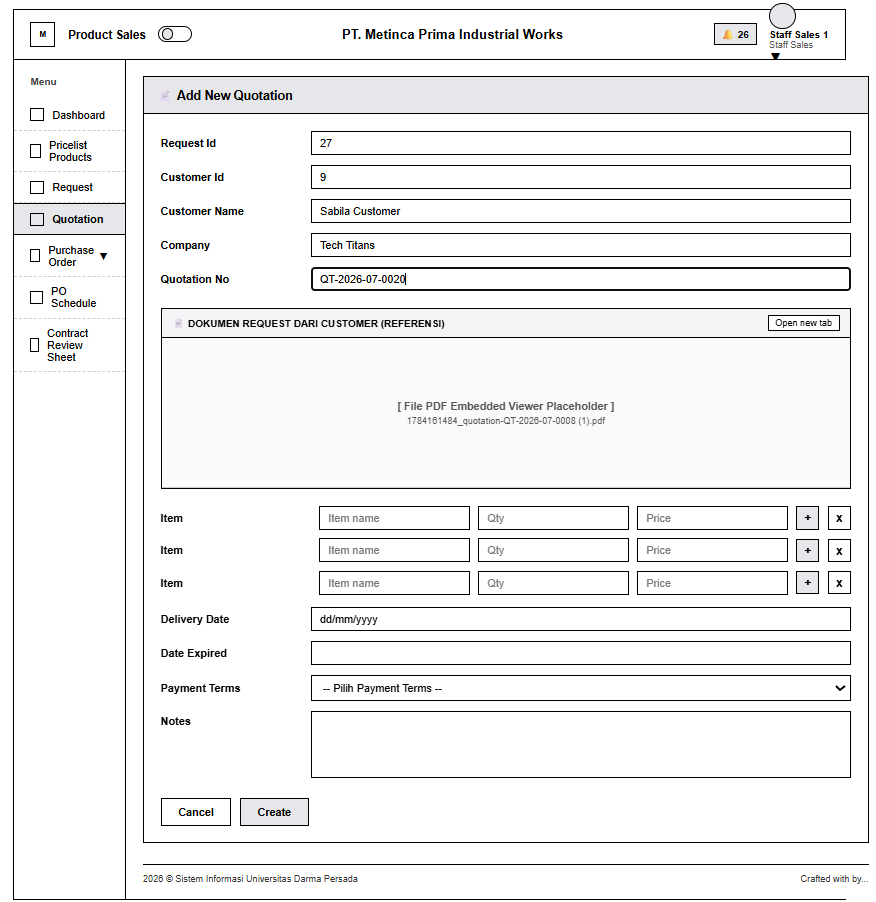 M
Product Sales
PT. Metinca Prima Industrial Works
26
Staff Sales 1
Staff Sales
Menu
Dashboard
Pricelist
Products
Request
Quotation
Purchase
Order
PO
Schedule
Contract
Review
Sheet
Add New Quotation
Request Id
27
Customer Id
9
Customer Name
Sabila Customer
Company
Tech Titans
Quotation No
QT-2026-07-0020
DOKUMEN REQUEST DARI CUSTOMER (REFERENSI)
Open new tab
[ File PDF Embedded Viewer Placeholder ]
1784161484_quotation-QT-2026-07-0008 (1).pdf
Item
Item name
Qty
Price
+
x
Item
Item name
Qty
Price
+
x
Item
Item name
Qty
Price
+
x
Delivery Date
dd/mm/yyyy
Date Expired
Payment Terms
-- Pilih Payment Terms --
Notes
Cancel
Create
2026 © Sistem Informasi Universitas Darma Persada
Crafted with by...